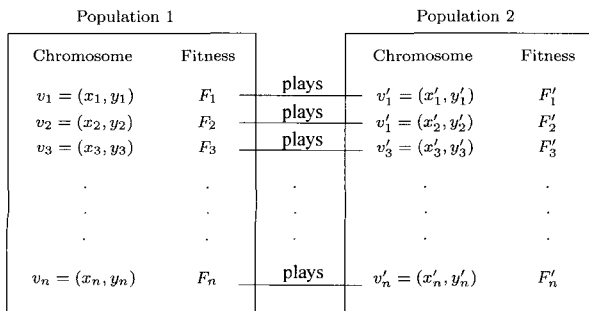 Population 1 Population 2
Chromosome Fitness Chromosome Fitness
v₁ = (x₁, y₁) F₁ plays v′₁ = (x′₁, y′₁) F′₁
v₂ = (x₂, y₂) F₂ plays v′₁ = (x′₂, y′₂) F′₂
v₃ = (x₃, y₃) F₃ plays v′₃ = (x′₃, y′₃) F′₃
. . . . .
. . . . .
. . . . .
vₙ = (xₙ, yₙ) Fₙ plays v′ₙ = (x′ₙ, y′ₙ) F′ₙ